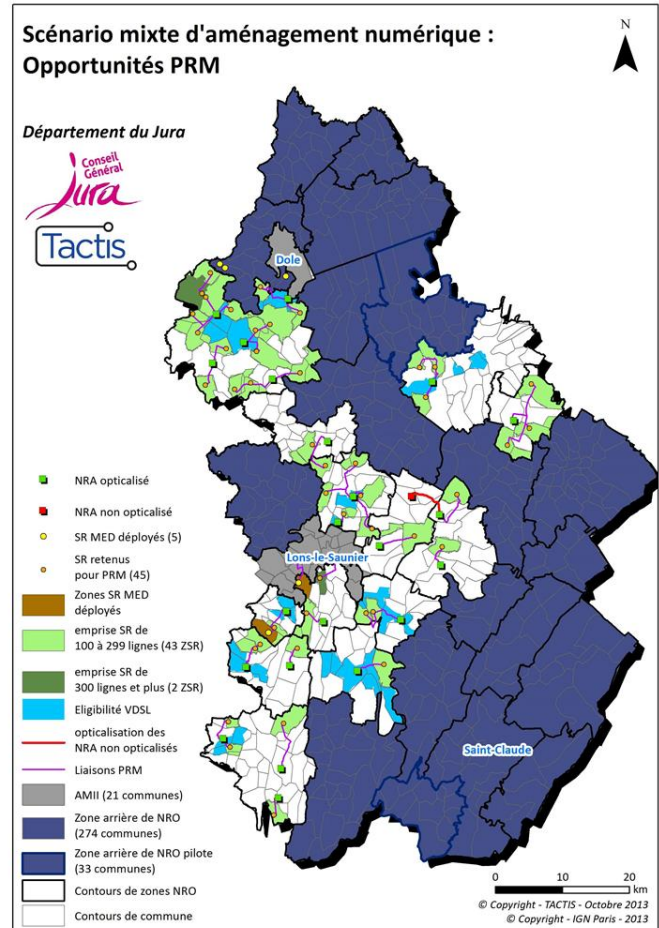 Scénario mixte d'aménagement numérique :
Opportunités PRM
N
Département du Jura
Conseil
Général
Jura
Tactis
Dole
Lons-le-Saunier
Saint-Claude
NRA opticalisé
NRA non opticalisé
SR MED déployés (5)
SR retenus
pour PRM (45)
Zones SR MED
déployés
emprise SR de
100 à 299 lignes (43 ZSR)
emprise SR de
300 lignes et plus (2 ZSR)
Eligibilité VDSL
opticalisation des
NRA non opticalisés
Liaisons PRM
AMII (21 communes)
Zone arrière de NRO
(274 communes)
Zone arrière de NRO pilote
(33 communes)
Contours de zones NRO
Contours de commune
0 10 20
km
© Copyright - TACTIS - Octobre 2013
© Copyright - IGN Paris - 2013